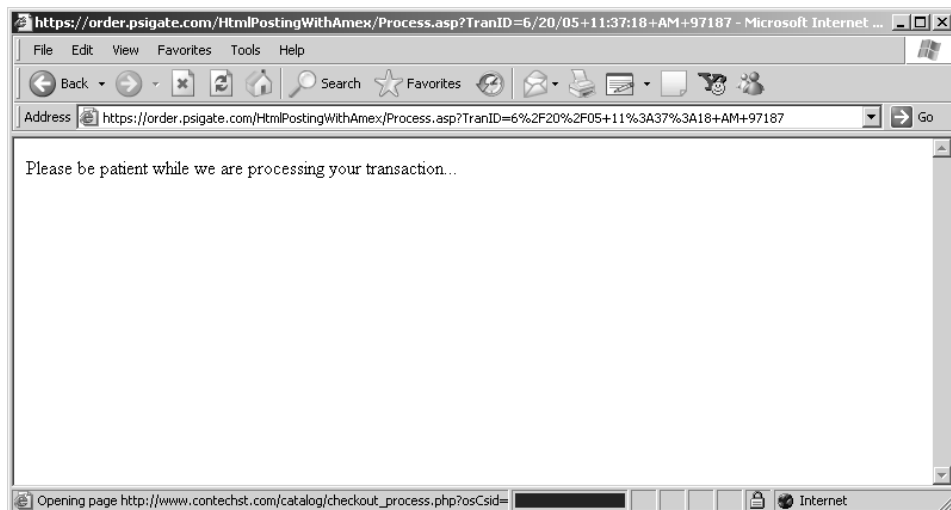 https://order.psigate.com/HtmlPostingWithAmex/Process.asp?TranID=6/20/05+11:37:18+AM+97187 - Microsoft Internet ...
File Edit View Favorites Tools Help
Back Search Favorites
Address https://order.psigate.com/HtmlPostingWithAmex/Process.asp?TranID=6%2F20%2F05+11%3A37%3A18+AM+97187 Go
Please be patient while we are processing your transaction...
Opening page http://www.contechst.com/catalog/checkout_process.php?osCsid= Internet